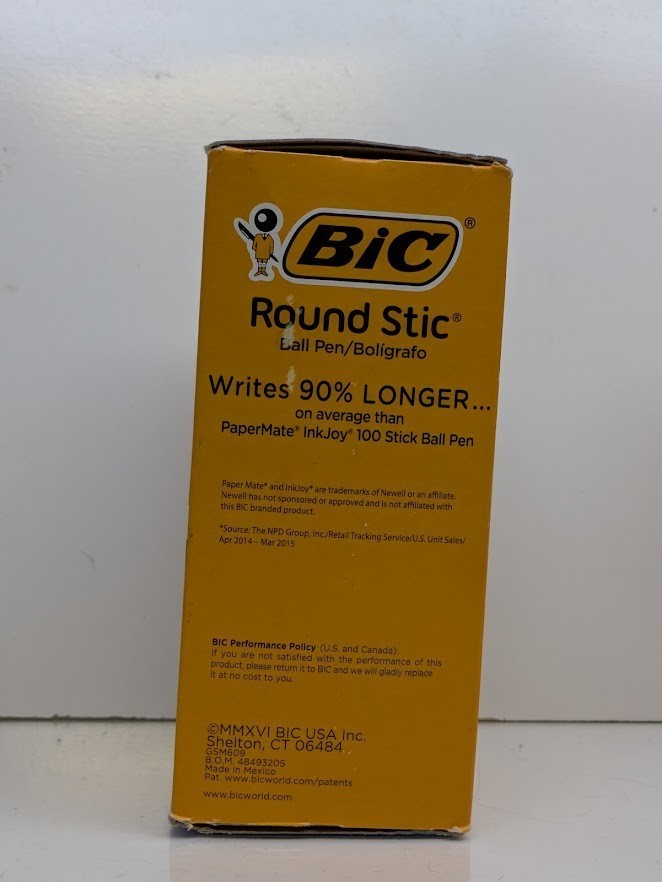 BiC®
Round Stic®
Ball Pen/Bolígrafo
Writes 90% LONGER...
on average than
PaperMate® InkJoy® 100 Stick Ball Pen
Paper Mate® and InkJoy® are trademarks of Newell or an affiliate.
Newell has not sponsored or approved and is not affiliated with
this BIC branded product.
*Source: The NPD Group, Inc./Retail Tracking Service/U.S. Unit Sales/
Apr 2014 – Mar 2015
BIC Performance Policy (U.S. and Canada):
If you are not satisfied with the performance of this
product, please return it to BIC and we will gladly replace
it at no cost to you.
©MMXVI BIC USA Inc.
Shelton, CT 06484
GSM609
B.O.M. 48493205
Made in Mexico
Pat. www.bicworld.com/patents
www.bicworld.com